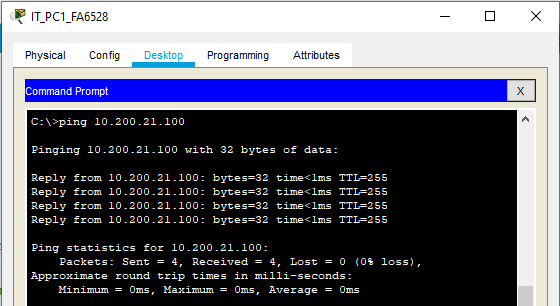 IT_PC1_FA6528
Physical Config Desktop Programming Attributes
Command Prompt X
C:\>ping 10.200.21.100
Pinging 10.200.21.100 with 32 bytes of data:
Reply from 10.200.21.100: bytes=32 time<1ms TTL=255
Reply from 10.200.21.100: bytes=32 time<1ms TTL=255
Reply from 10.200.21.100: bytes=32 time<1ms TTL=255
Reply from 10.200.21.100: bytes=32 time<1ms TTL=255
Ping statistics for 10.200.21.100:
Packets: Sent = 4, Received = 4, Lost = 0 (0% loss),
Approximate round trip times in milli-seconds:
Minimum = 0ms, Maximum = 0ms, Average = 0ms